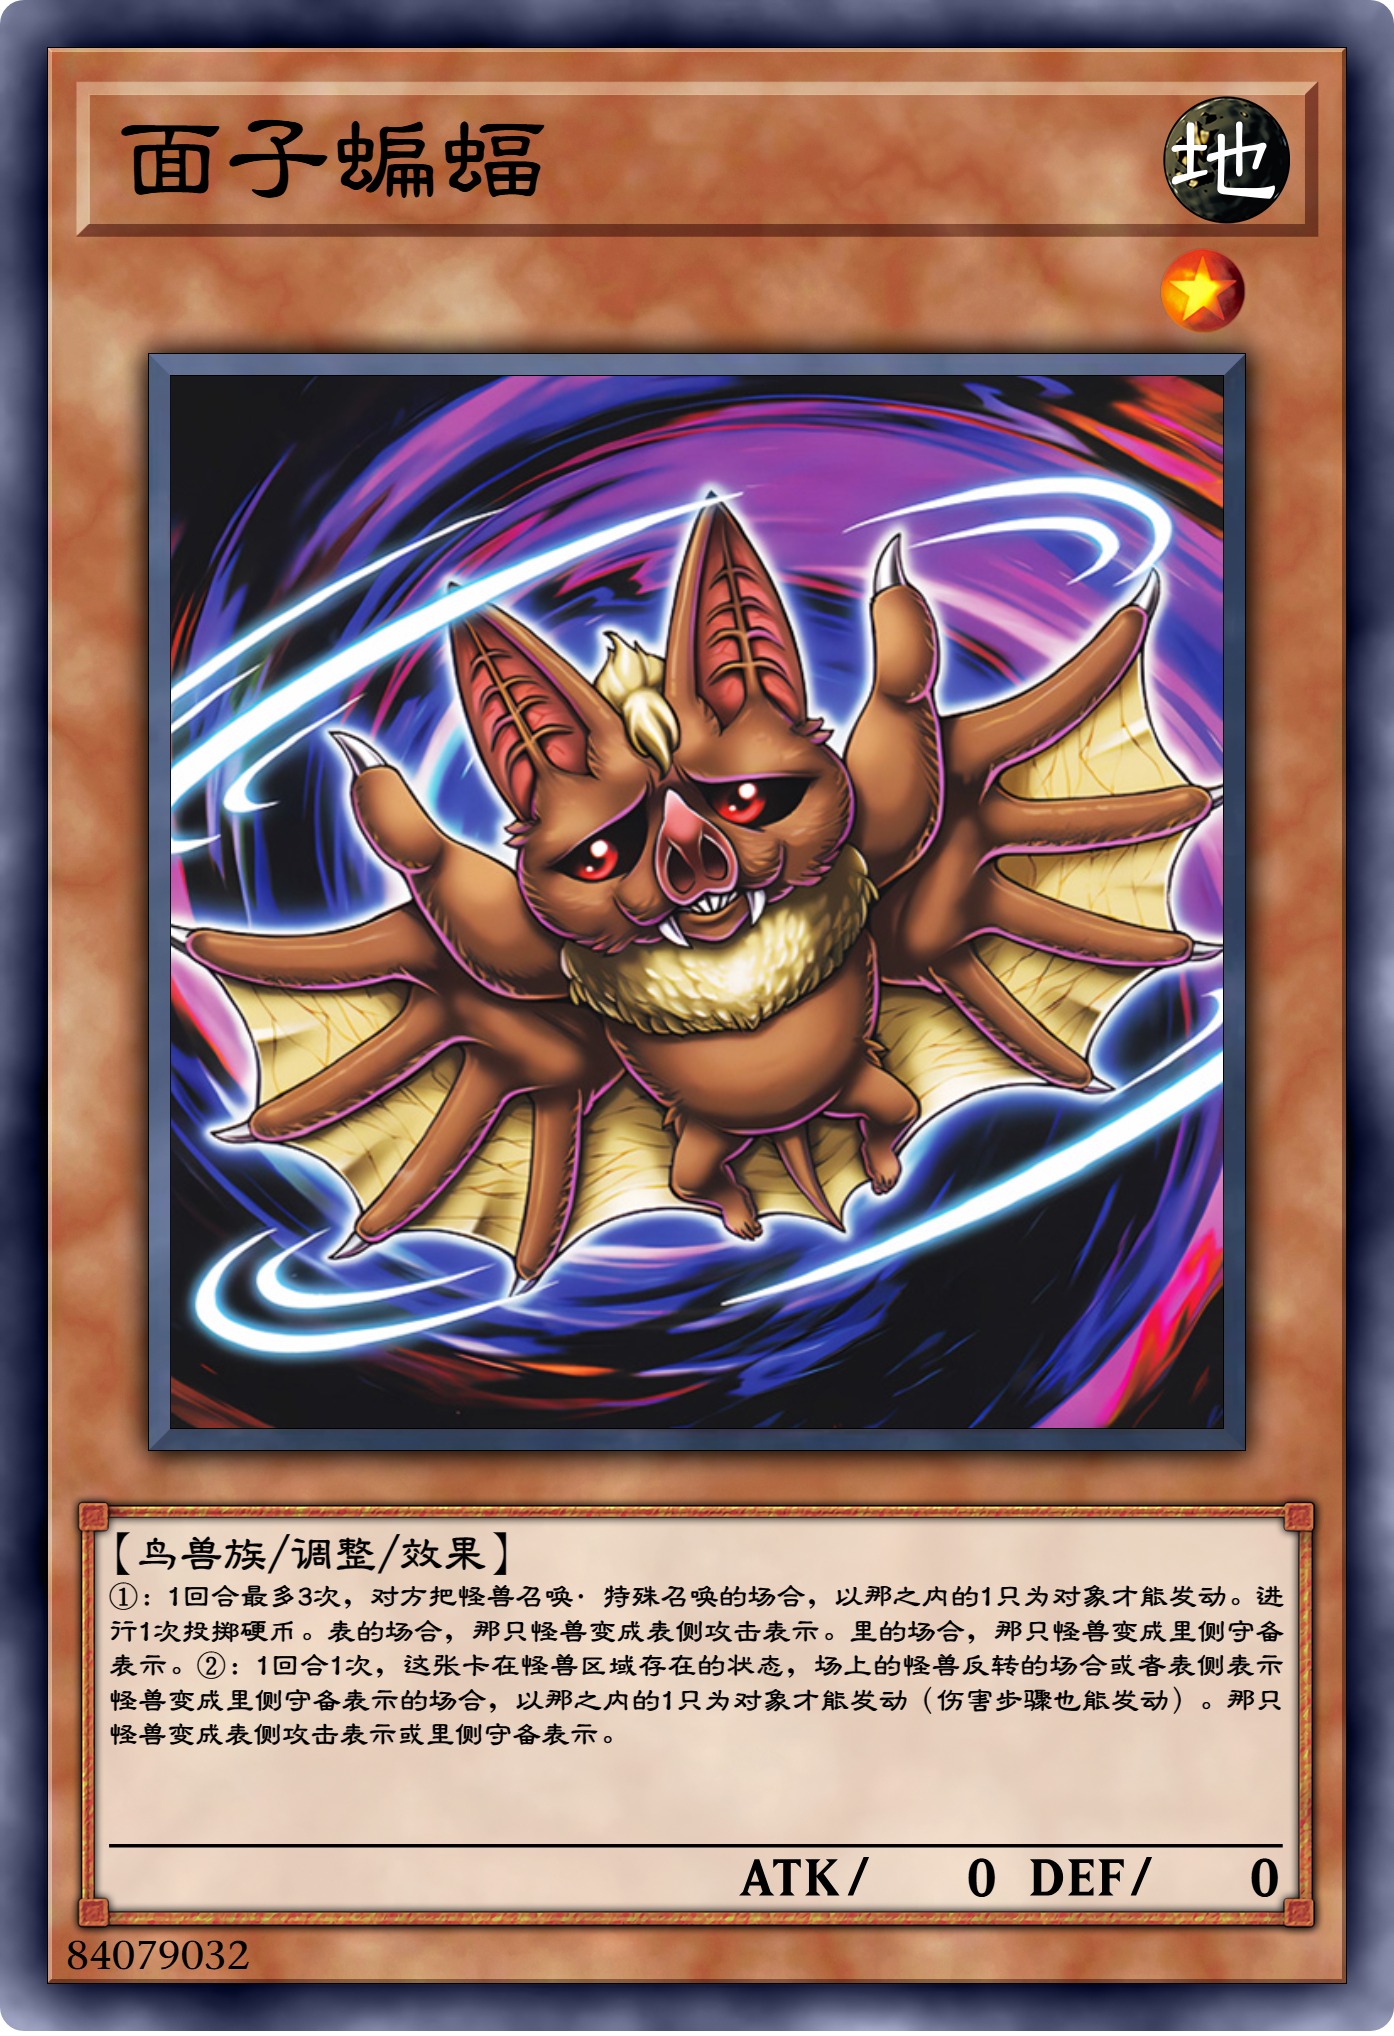 面子蝙蝠
地
【鸟兽族/调整/效果】
①：1回合最多3次，对方把怪兽召唤·特殊召唤的场合，以那之内的1只为对象才能发动。进
行1次投掷硬币。表的场合，那只怪兽变成表侧攻击表示。里的场合，那只怪兽变成里侧守备
表示。②：1回合1次，这张卡在怪兽区域存在的状态，场上的怪兽反转的场合或者表侧表示
怪兽变成里侧守备表示的场合，以那之内的1只为对象才能发动（伤害步骤也能发动）。那只
怪兽变成表侧攻击表示或里侧守备表示。
ATK/ 0 DEF/ 0
84079032